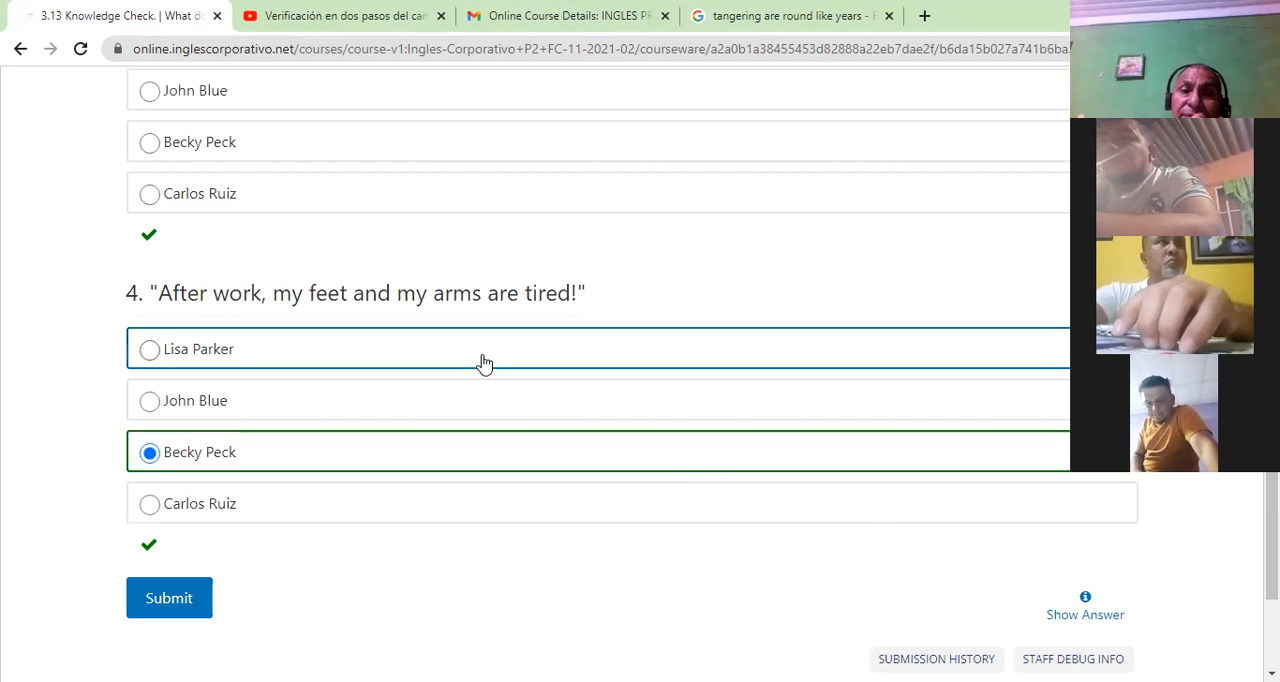 3.13 Knowledge Check. | What do
Verificación en dos pasos del can
Online Course Details: INGLES PR
tangering are round like years - B
online.inglescorporativo.net/courses/course-v1:Ingles-Corporativo+P2+FC-11-2021-02/courseware/a2a0b1a38455453d82888a22eb7dae2f/b6da15b027a741b6ba
John Blue
Becky Peck
Carlos Ruiz
4. "After work, my feet and my arms are tired!"
Lisa Parker
John Blue
Becky Peck
Carlos Ruiz
Submit
Show Answer
SUBMISSION HISTORY
STAFF DEBUG INFO